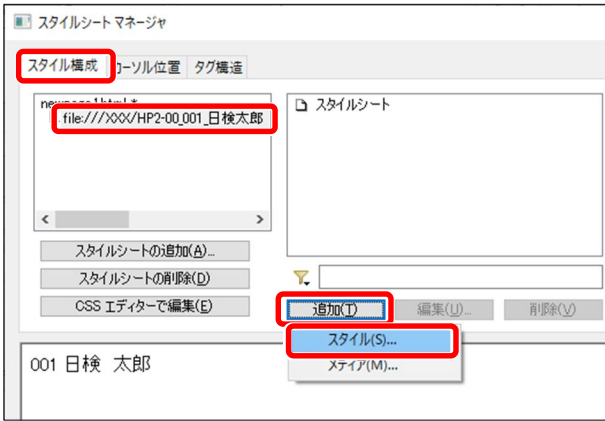 スタイルシート マネージャ
スタイル構成 カーソル位置 タグ構造
file:///XXX/HP2-00_001_日検太郎
スタイルシート
スタイルシートの追加(A)...
スタイルシートの削除(D)
CSS エディターで編集(E)
追加(T) 編集(U)... 削除(V)
スタイル(S)...
メディア(M)...
001 日検 太郎